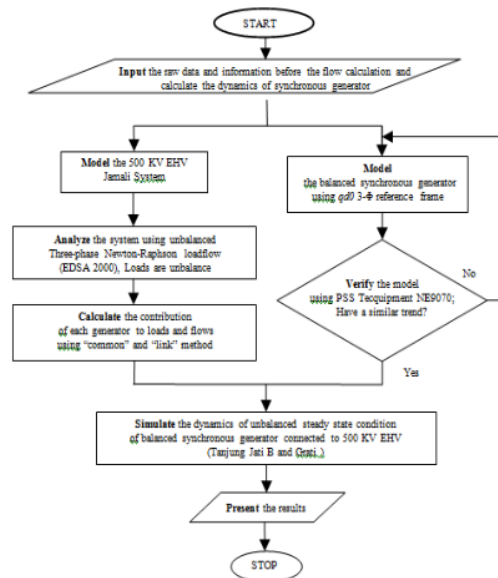 START
Input the raw data and information before the flow calculation and
calculate the dynamics of synchronous generator
Model the 500 KV EHV
Jamali System
Analyze the system using unbalanced
Three-phase Newton-Raphson loadflow
(EDSA 2000), Loads are unbalance
Calculate the contribution
of each generator to loads and flows
using “common” and “link” method
Model
the balanced synchronous generator
using qd0 3-Φ reference frame
Verify the model
using PSS Tecquipment NE9070;
Have a similar trend?
No
Yes
Simulate the dynamics of unbalanced steady state condition
of balanced synchronous generator connected to 500 KV EHV
(Tanjung Jati B and Grati.)
Present the results
STOP